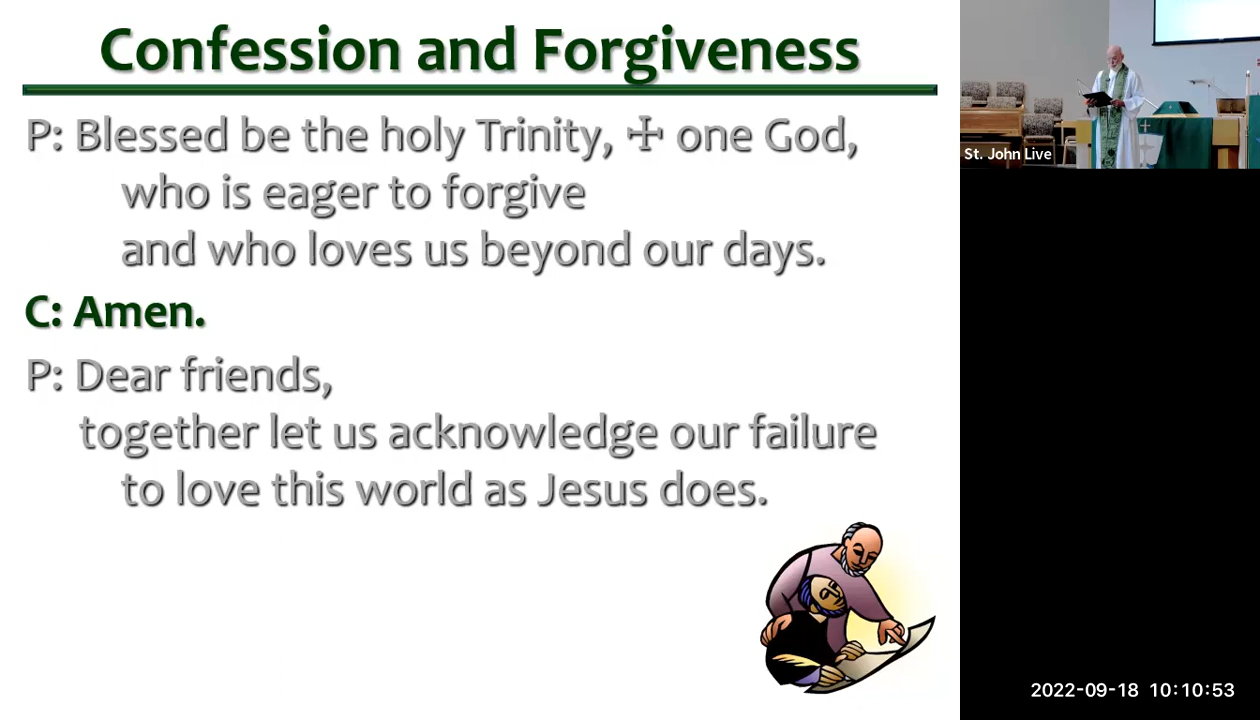 Confession and Forgiveness
P: Blessed be the holy Trinity, ☩ one God,
who is eager to forgive
and who loves us beyond our days.
C: Amen.
P: Dear friends,
together let us acknowledge our failure
to love this world as Jesus does.
St. John Live
2022-09-18 10:10:53